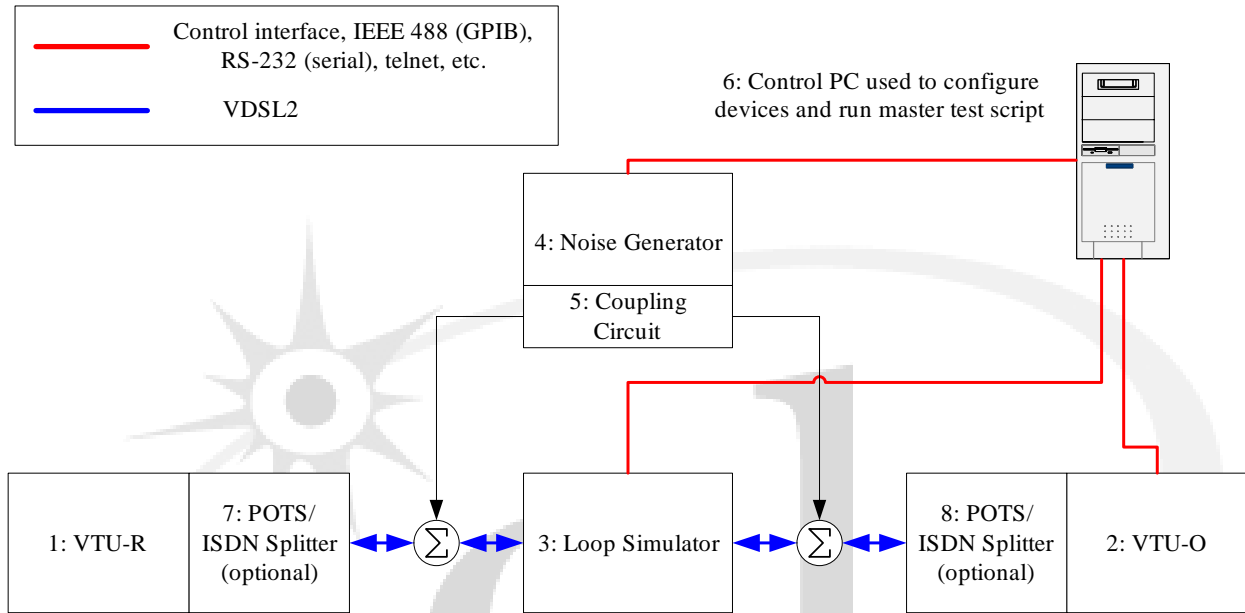 Control interface, IEEE 488 (GPIB),
RS-232 (serial), telnet, etc.
VDSL2
6: Control PC used to configure
devices and run master test script
4: Noise Generator
5: Coupling
Circuit
1: VTU-R
7: POTS/
ISDN Splitter
(optional)
Σ
3: Loop Simulator
Σ
8: POTS/
ISDN Splitter
(optional)
2: VTU-O